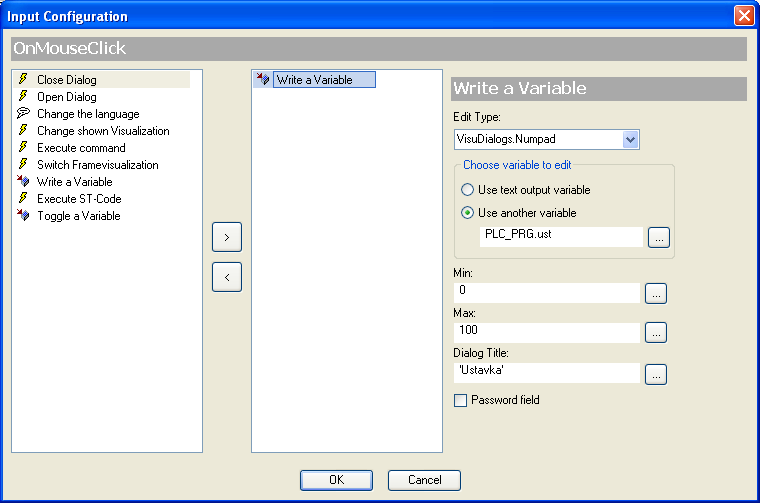 Input Configuration
OnMouseClick
Close Dialog
Open Dialog
Change the language
Change shown Visualization
Execute command
Switch Framevisualization
Write a Variable
Execute ST-Code
Toggle a Variable
>
<
Write a Variable
Write a Variable
Edit Type:
VisuDialogs.Numpad
Choose variable to edit
Use text output variable
Use another variable
PLC_PRG.ust
...
Min:
0
...
Max:
100
...
Dialog Title:
'Ustavka'
...
Password field
OK
Cancel